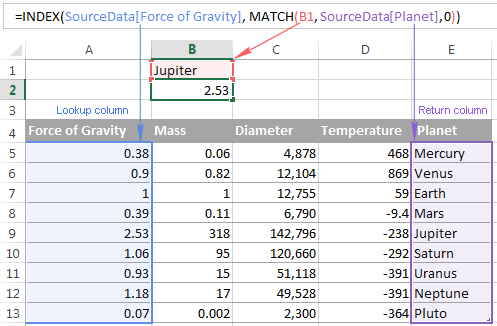 =INDEX(SourceData[Force of Gravity], MATCH(B1,SourceData[Planet],0))
A B C D E
1 Jupiter
2 2.53
3 Lookup column Return column
4 Force of Gravity Mass Diameter Temperature Planet
5 0.38 0.06 4,878 468 Mercury
6 0.9 0.82 12,104 869 Venus
7 1 1 12,755 59 Earth
8 0.39 0.11 6,790 -9.4 Mars
9 2.53 318 142,796 -238 Jupiter
10 1.06 95 120,660 -292 Saturn
11 0.93 15 51,118 -391 Uranus
12 1.18 17 49,528 -391 Neptune
13 0.07 0.002 2,300 -364 Pluto